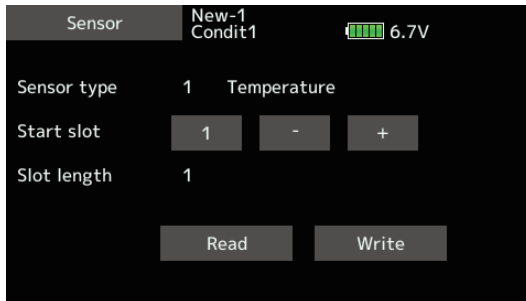 Sensor
New-1
Condit1
6.7V
Sensor type 1 Temperature
Start slot 1 - +
Slot length 1
Read Write